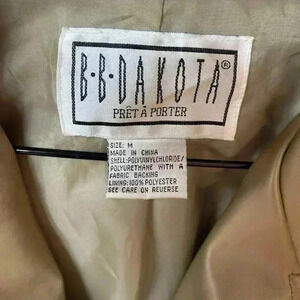 B·B·DAKOTA®
PRÊT À PORTER
SIZE: M
MADE IN CHINA
SHELL:POLYVINYLCHLORIDE/
POLYURETHANE WITH A
FABRIC BACKING
LINING: 100% POLYESTER
SEE CARE ON REVERSE